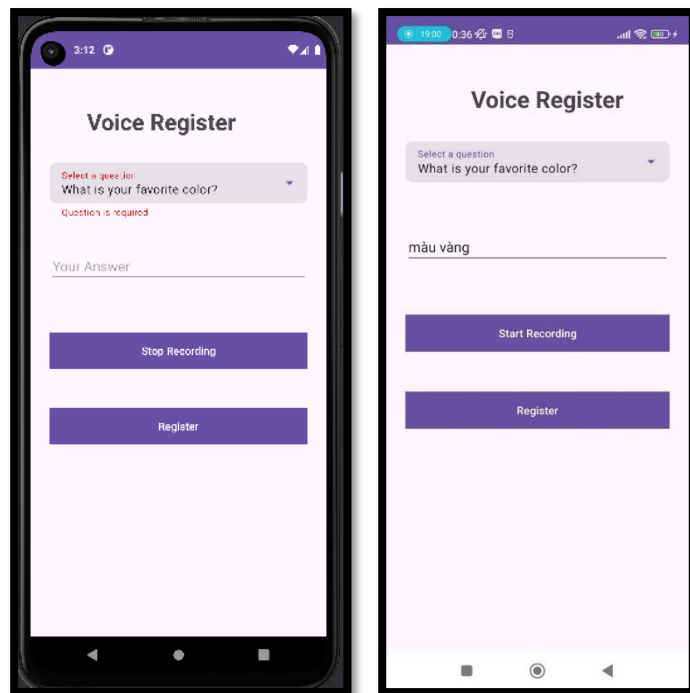 3:12
Voice Register
Select a question
What is your favorite color?
Question is required
Your Answer
Stop Recording
Register
19:00 0:36
40
Voice Register
Select a question
What is your favorite color?
màu vàng
Start Recording
Register